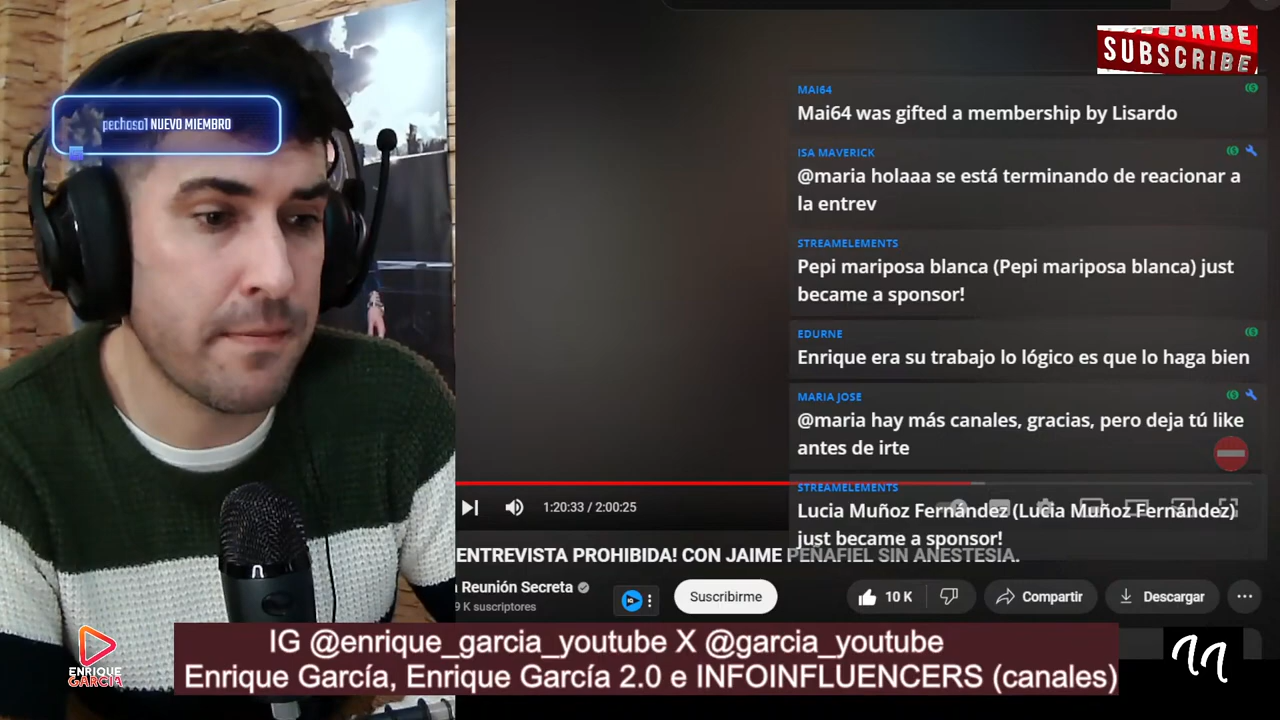 SUBSCRIBE
SUBSCRIBE
pechoso1 NUEVO MIEMBRO
MAI64
Mai64 was gifted a membership by Lisardo
ISA MAVERICK
@maria holaaa se está terminando de reacionar a
la entrev
STREAMELEMENTS
Pepi mariposa blanca (Pepi mariposa blanca) just
became a sponsor!
EDURNE
Enrique era su trabajo lo lógico es que lo haga bien
MARIA JOSE
@maria hay más canales, gracias, pero deja tú like
antes de irte
STREAMELEMENTS
Lucia Muñoz Fernández (Lucia Muñoz Fernández)
just became a sponsor!
1:20:33 / 2:00:25
ENTREVISTA PROHIBIDA! CON JAIME PEÑAFIEL SIN ANESTESIA.
a Reunión Secreta
9 K suscriptores
Suscribirme
10 K
Compartir
Descargar
IG @enrique_garcia_youtube X @garcia_youtube
Enrique García, Enrique García 2.0 e INFOINFLUENCERS (canales)
ENRIQUE
GARCÍA